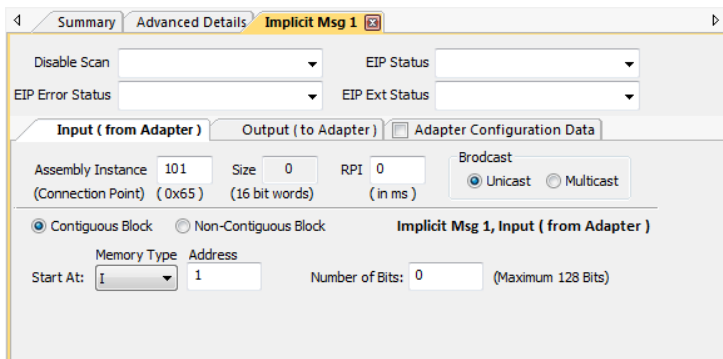 Summary Advanced Details Implicit Msg 1
Disable Scan EIP Status
EIP Error Status EIP Ext Status
Input ( from Adapter ) Output ( to Adapter ) Adapter Configuration Data
Brodcast
Assembly Instance 101 Size 0 RPI 0 Unicast Multicast
(Connection Point) ( 0x65 ) (16 bit words) ( in ms )
Contiguous Block Non-Contiguous Block Implicit Msg 1, Input ( from Adapter )
Memory Type Address
Start At: I 1 Number of Bits: 0 (Maximum 128 Bits)